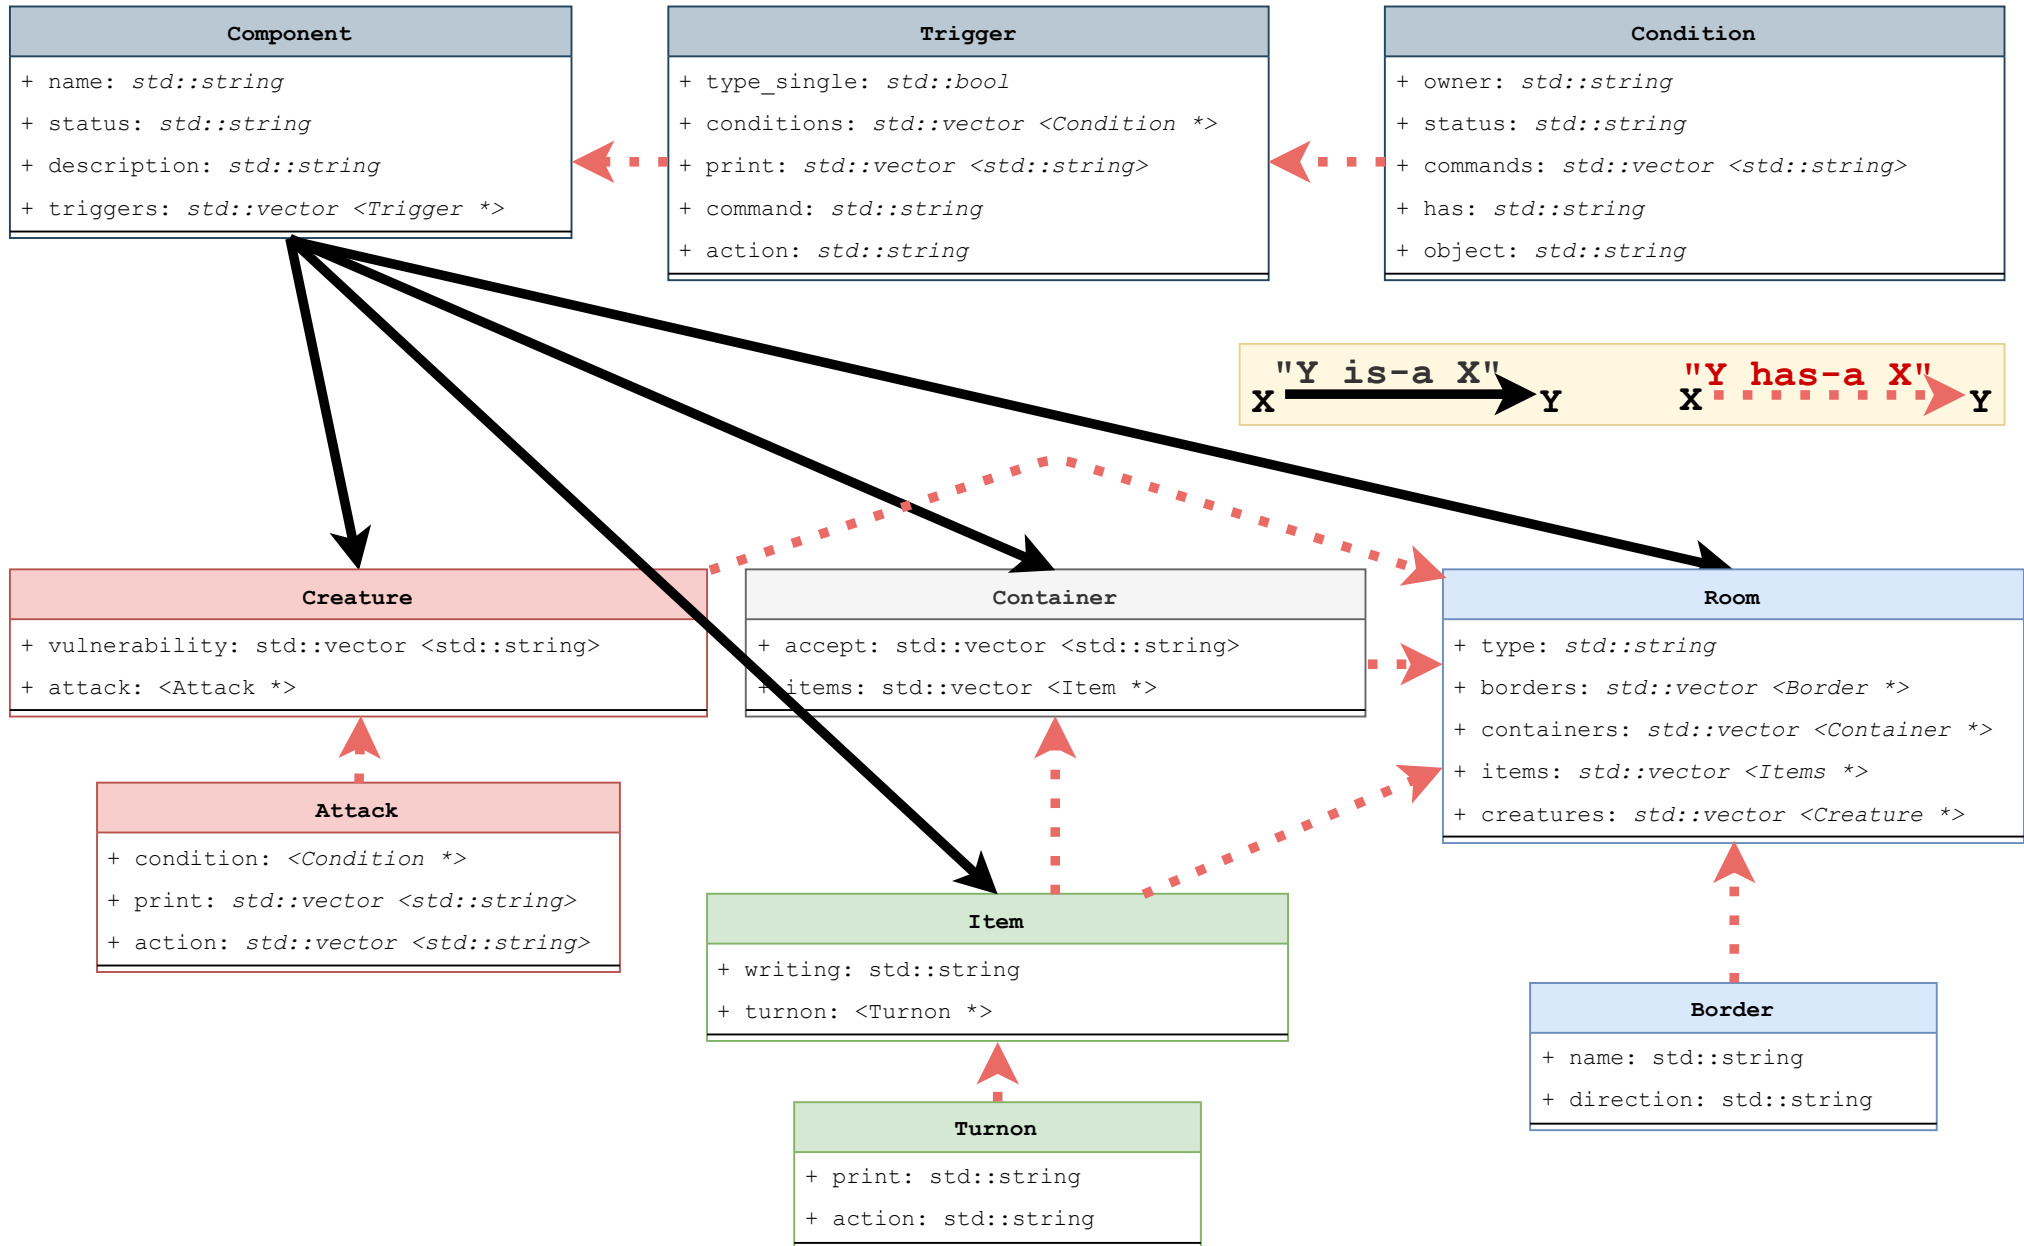 Component
+ name: std::string
+ status: std::string
+ description: std::string
+ triggers: std::vector <Trigger *>
Trigger
+ type_single: std::bool
+ conditions: std::vector <Condition *>
+ print: std::vector <std::string>
+ command: std::string
+ action: std::string
Condition
+ owner: std::string
+ status: std::string
+ commands: std::vector <std::string>
+ has: std::string
+ object: std::string
"Y is-a X"
X Y
"Y has-a X"
X Y
Creature
+ vulnerability: std::vector <std::string>
+ attack: <Attack *>
Container
+ accept: std::vector <std::string>
+ items: std::vector <Item *>
Room
+ type: std::string
+ borders: std::vector <Border *>
+ containers: std::vector <Container *>
+ items: std::vector <Items *>
+ creatures: std::vector <Creature *>
Attack
+ condition: <Condition *>
+ print: std::vector <std::string>
+ action: std::vector <std::string>
Item
+ writing: std::string
+ turnon: <Turnon *>
Border
+ name: std::string
+ direction: std::string
Turnon
+ print: std::string
+ action: std::string